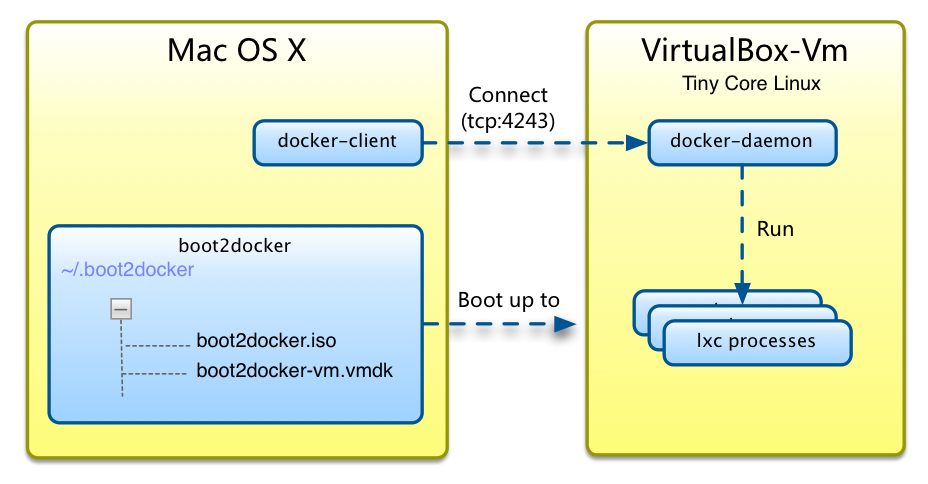 Mac OS X
VirtualBox-Vm
Tiny Core Linux
Connect
(tcp:4243)
docker-client
docker-daemon
Run
boot2docker
~/.boot2docker
Boot up to
boot2docker.iso
boot2docker-vm.vmdk
lxc processes